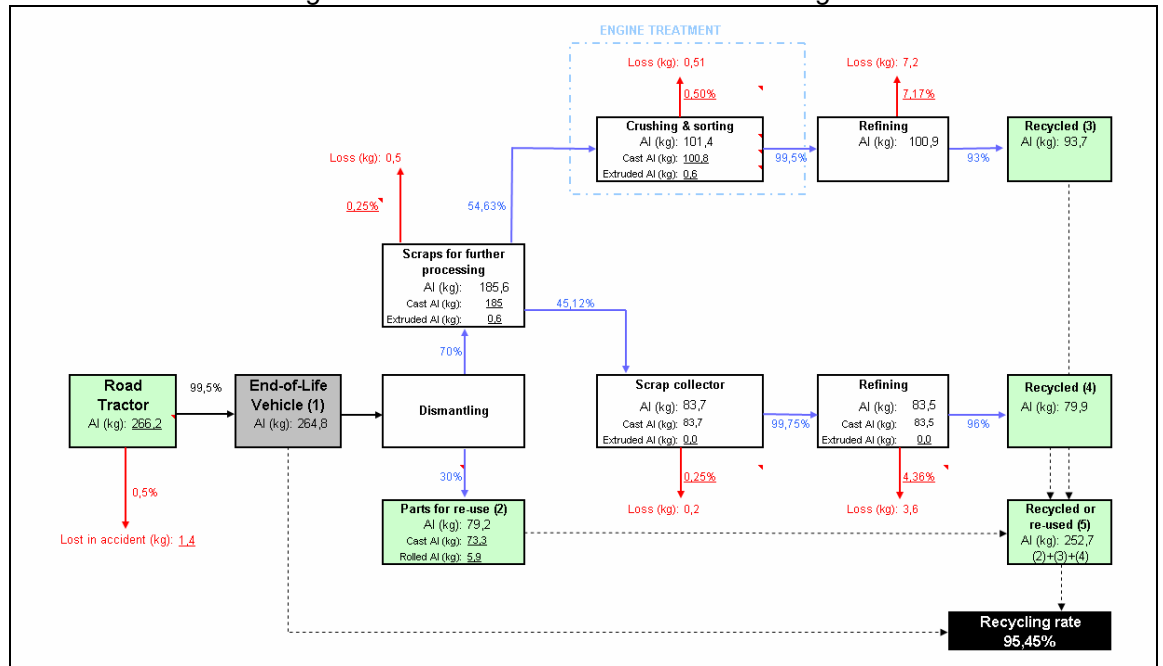 ENGINE TREATMENT
Loss (kg): 0,51
Loss (kg): 7,2
0,50%
7,17%
Crushing & sorting
Al (kg): 101,4
Cast Al (kg): 100,8
Extruded Al (kg): 0,6
99,5%
Refining
Al (kg): 100,9
93%
Recycled (3)
Al (kg): 93,7
Loss (kg): 0,5
0,25%
54,63%
Scraps for further
processing
Al (kg): 185,6
Cast Al (kg): 185
Extruded Al (kg): 0,6
45,12%
70%
Road
Tractor
Al (kg): 266,2
99,5%
End-of-Life
Vehicle (1)
Al (kg): 264,8
Dismantling
Scrap collector
Al (kg): 83,7
Cast Al (kg): 83,7
Extruded Al (kg): 0,0
99,75%
Refining
Al (kg): 83,5
Cast Al (kg): 83,5
Extruded Al (kg): 0,0
96%
Recycled (4)
Al (kg): 79,9
0,5%
30%
0,25%
4,36%
Lost in accident (kg): 1,4
Parts for re-use (2)
Al (kg): 79,2
Cast Al (kg): 73,3
Rolled Al (kg): 5,9
Loss (kg): 0,2
Loss (kg): 3,6
Recycled or
re-used (5)
Al (kg): 252,7
(2)+(3)+(4)
Recycling rate
95,45%